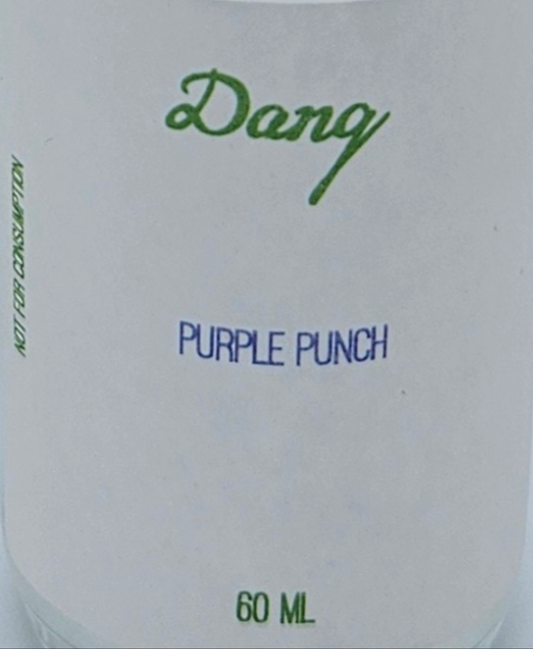 Dang
NOT FOR CONSUMPTION
PURPLE PUNCH
60 ML